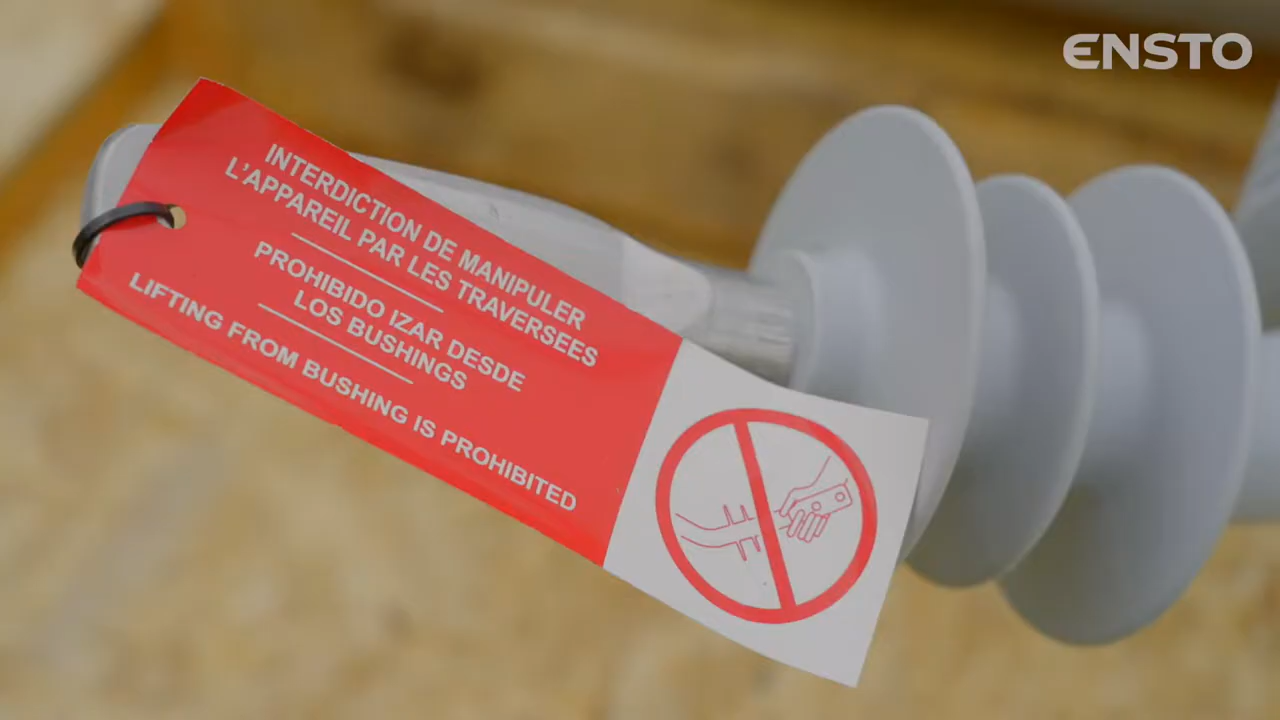 ENSTO
INTERDICTION DE MANIPULER
L'APPAREIL PAR LES TRAVERSEES
PROHIBIDO IZAR DESDE
LOS BUSHINGS
LIFTING FROM BUSHING IS PROHIBITED